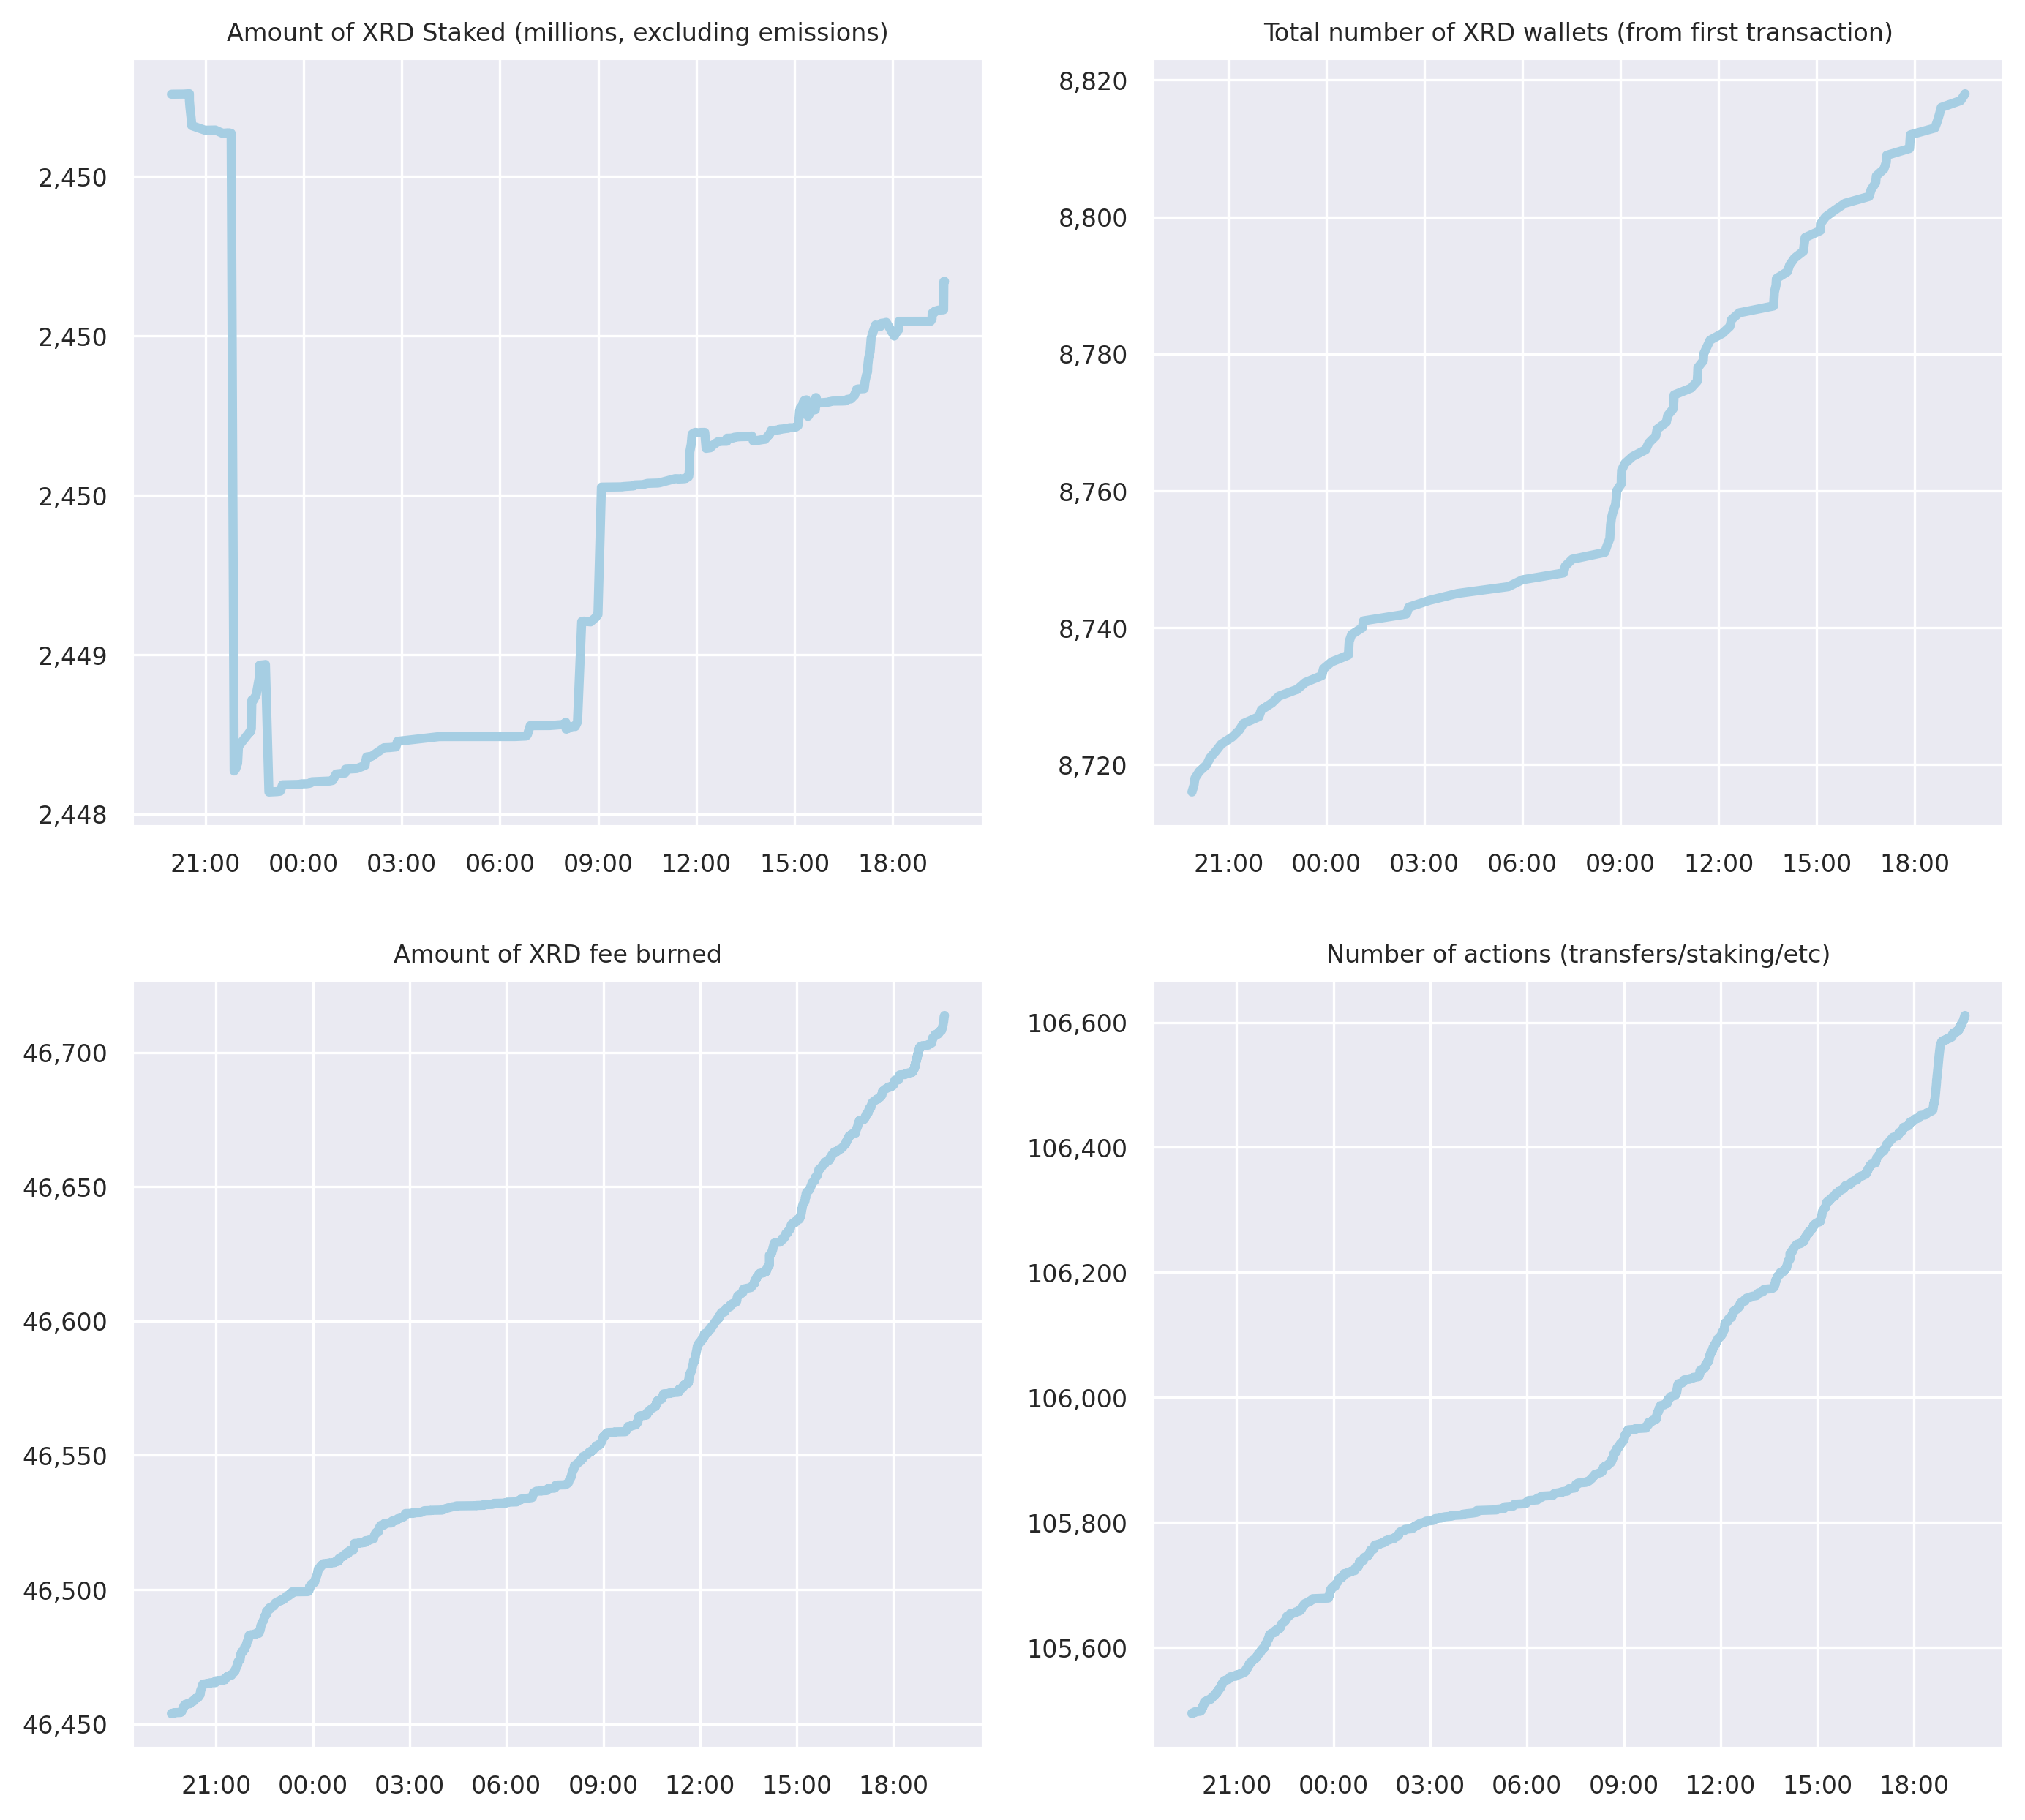 Amount of XRD Staked (millions, excluding emissions)
2,450
2,450
2,450
2,449
2,448
21:00 00:00 03:00 06:00 09:00 12:00 15:00 18:00
Total number of XRD wallets (from first transaction)
8,820
8,800
8,780
8,760
8,740
8,720
21:00 00:00 03:00 06:00 09:00 12:00 15:00 18:00
Amount of XRD fee burned
46,700
46,650
46,600
46,550
46,500
46,450
21:00 00:00 03:00 06:00 09:00 12:00 15:00 18:00
Number of actions (transfers/staking/etc)
106,600
106,400
106,200
106,000
105,800
105,600
21:00 00:00 03:00 06:00 09:00 12:00 15:00 18:00